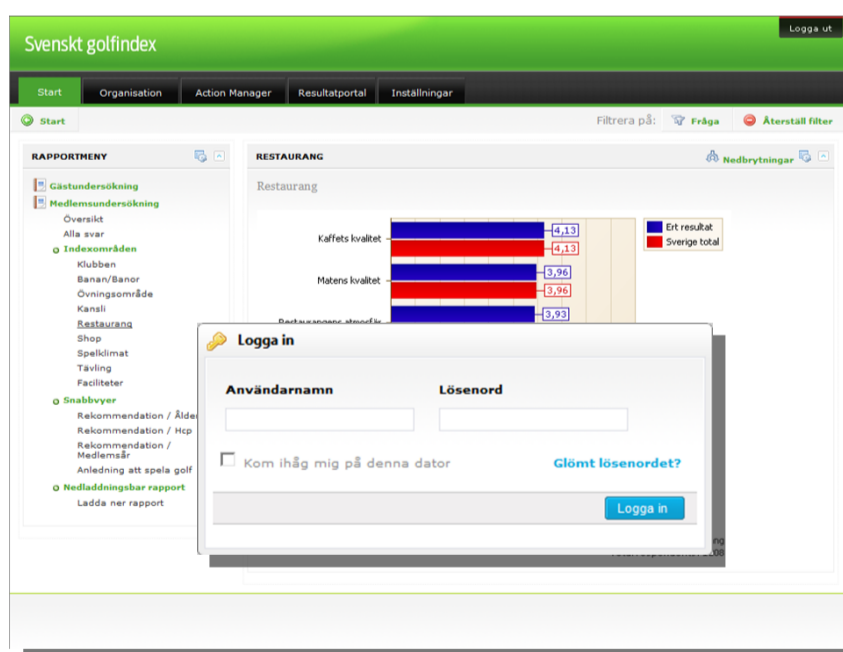 Logga ut
Svenskt golfindex
Start Organisation Action Manager Resultatportal Inställningar
Start
Filtrera på: Fråga Återställ filter
RAPPORTMENY
Gästundersökning
Medlemsundersökning
Översikt
Alla svar
Indexområden
Klubben
Banan/Banor
Övningsområde
Kansli
Restaurang
Shop
Spelklimat
Tävling
Faciliteter
Snabbvyer
Rekommendation / Ålder
Rekommendation / Hcp
Rekommendation /
Medlemsår
Anledning att spela golf
Nedladdningsbar rapport
Ladda ner rapport
RESTAURANG
Nedbrytningar
Restaurang
Ert resultat
Sverige total
Kaffets kvalitet 4,13
4,13
Matens kvalitet 3,96
3,96
Restaurangens atmosfär 3,93
Logga in
Användarnamn Lösenord
Kom ihåg mig på denna dator
Glömt lösenordet?
Logga in